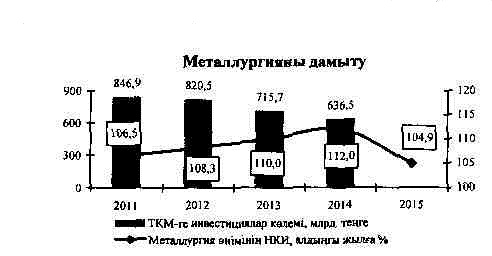 Металлургияны дамыту
846,9 820,5 715,7 636,5
900 600 300 0
120 115 110 105 100
106,5 108,3 110,0 112,0 104,9
2011 2012 2013 2014 2015
ТКМ-ге инвестициялар көлемі, млрд. теңге
Металлургия өнімінің НКИ, алдыңғы жылға %